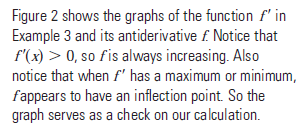 Figure 2 shows the graphs of the function f′ in
Example 3 and its antiderivative f. Notice that
f′(x) > 0, so f is always increasing. Also
notice that when f′ has a maximum or minimum,
f appears to have an inflection point. So the
graph serves as a check on our calculation.